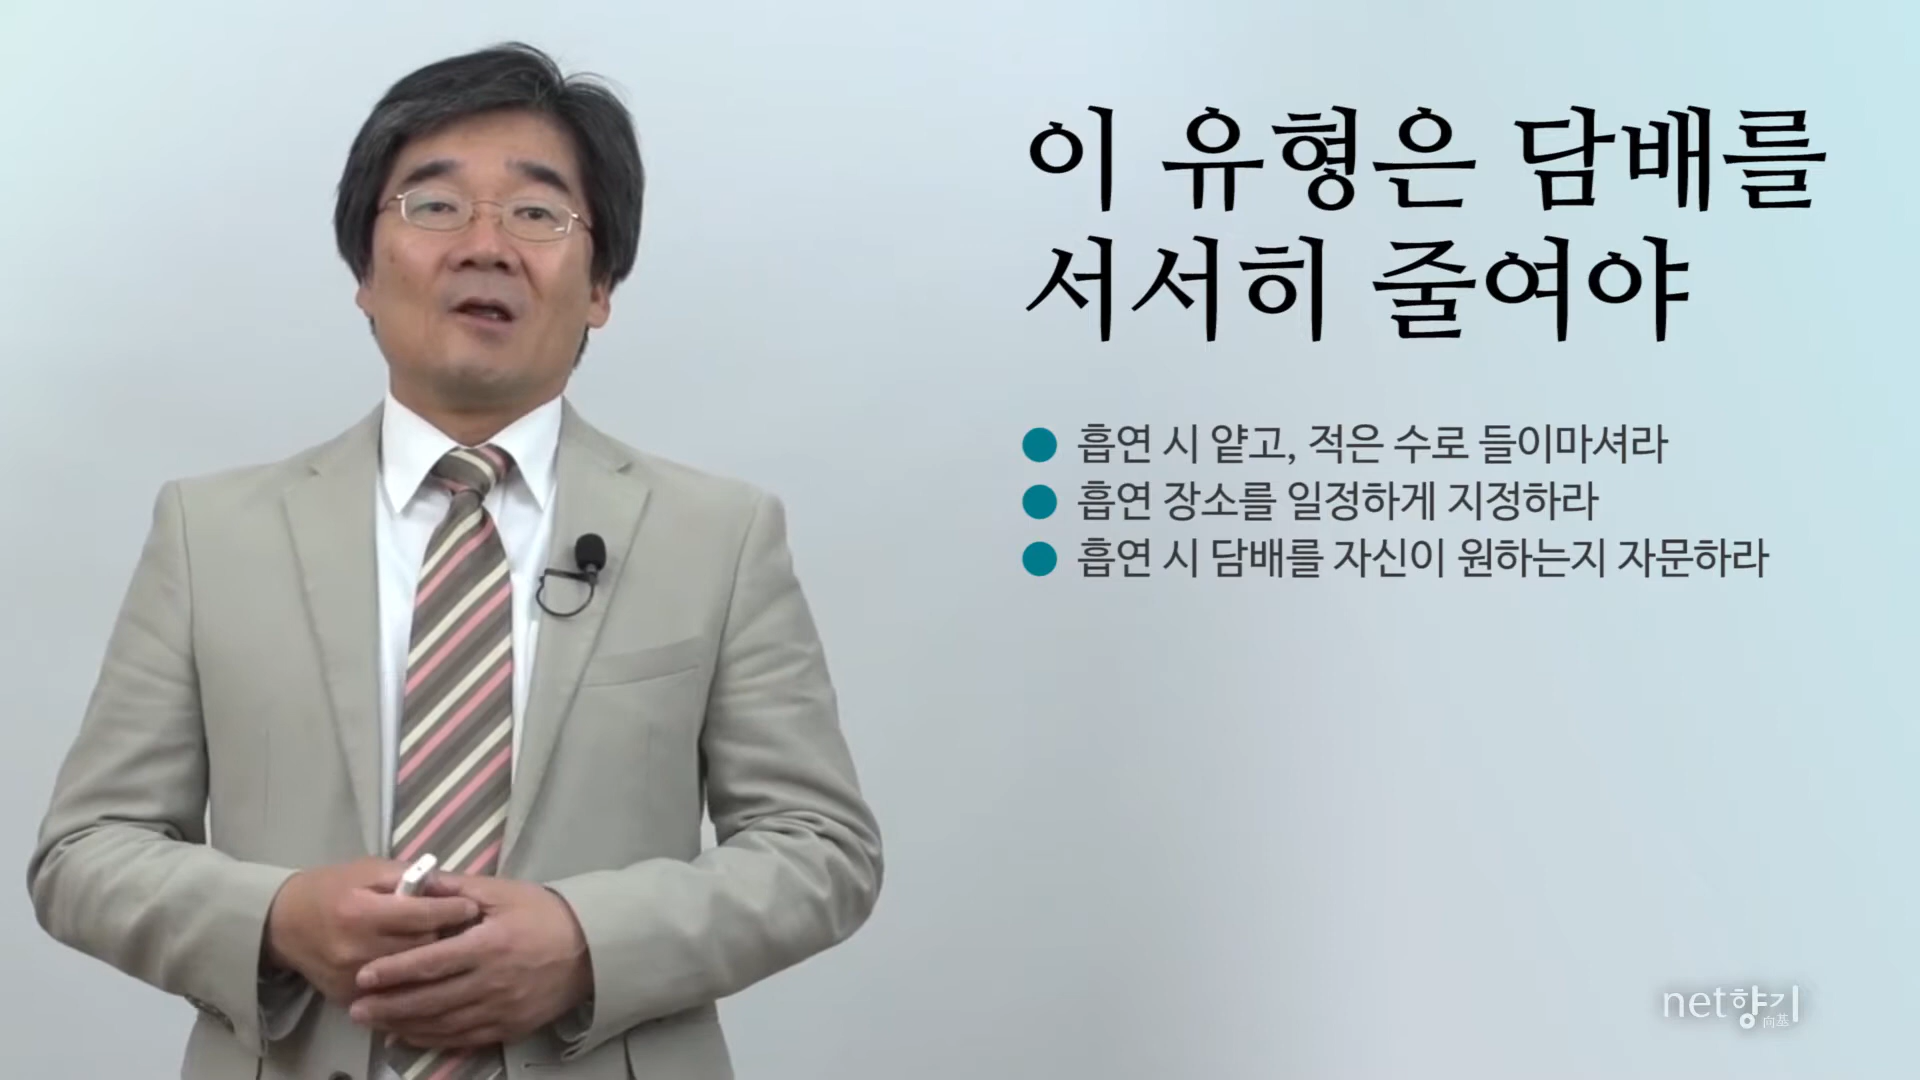 이 유형은 담배를
서서히 줄여야
흡연 시 얕고, 적은 수로 들이마셔라
흡연 장소를 일정하게 지정하라
흡연 시 담배를 자신이 원하는지 자문하라
net향기
向基